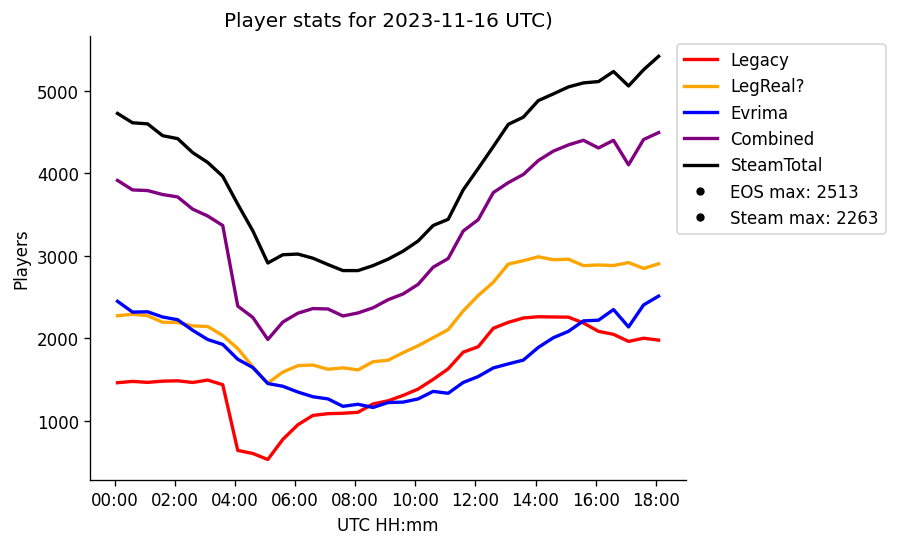 Player stats for 2023-11-16 UTC)
Legacy
LegReal?
Evrima
Combined
SteamTotal
EOS max: 2513
Steam max: 2263
5000
4000
3000
2000
1000
Players
00:00 02:00 04:00 06:00 08:00 10:00 12:00 14:00 16:00 18:00
UTC HH:mm